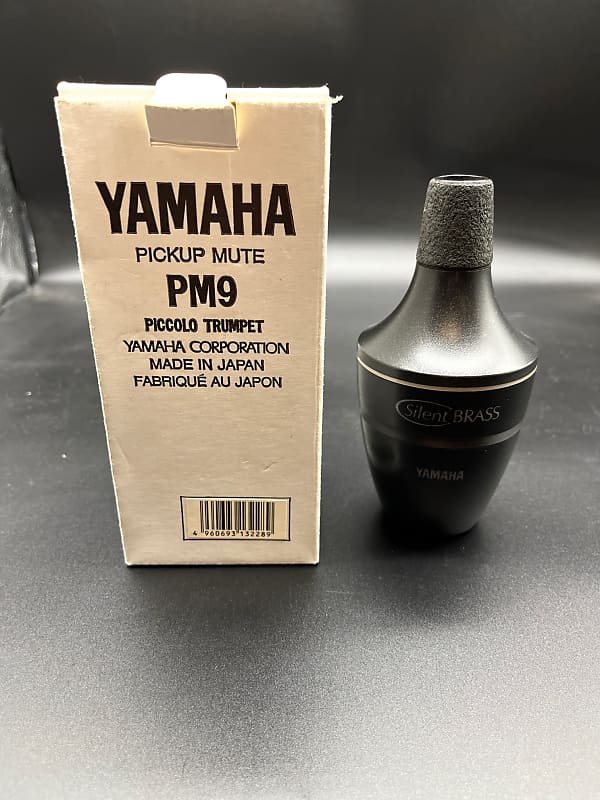 YAMAHA
PICKUP MUTE
PM9
PICCOLO TRUMPET
YAMAHA CORPORATION
MADE IN JAPAN
FABRIQUÉ AU JAPON
4 960693 132289
Silent BRASS
YAMAHA